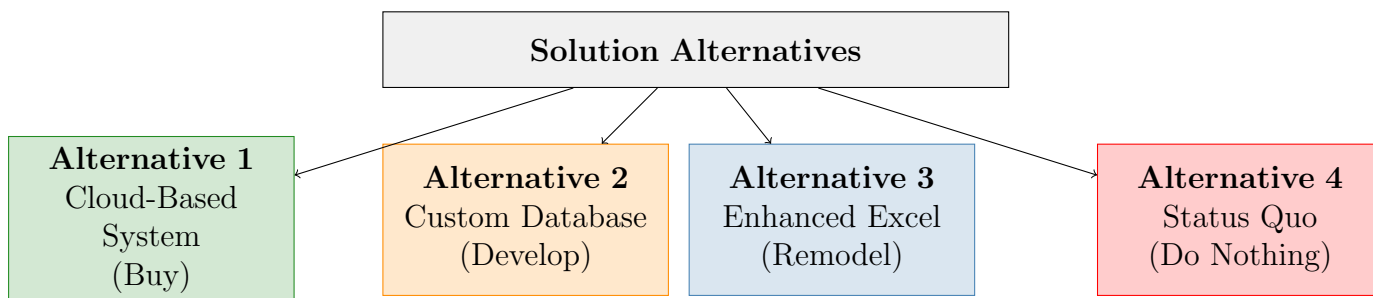 Solution Alternatives
Alternative 1
Cloud-Based
System
(Buy)
Alternative 2
Custom Database
(Develop)
Alternative 3
Enhanced Excel
(Remodel)
Alternative 4
Status Quo
(Do Nothing)